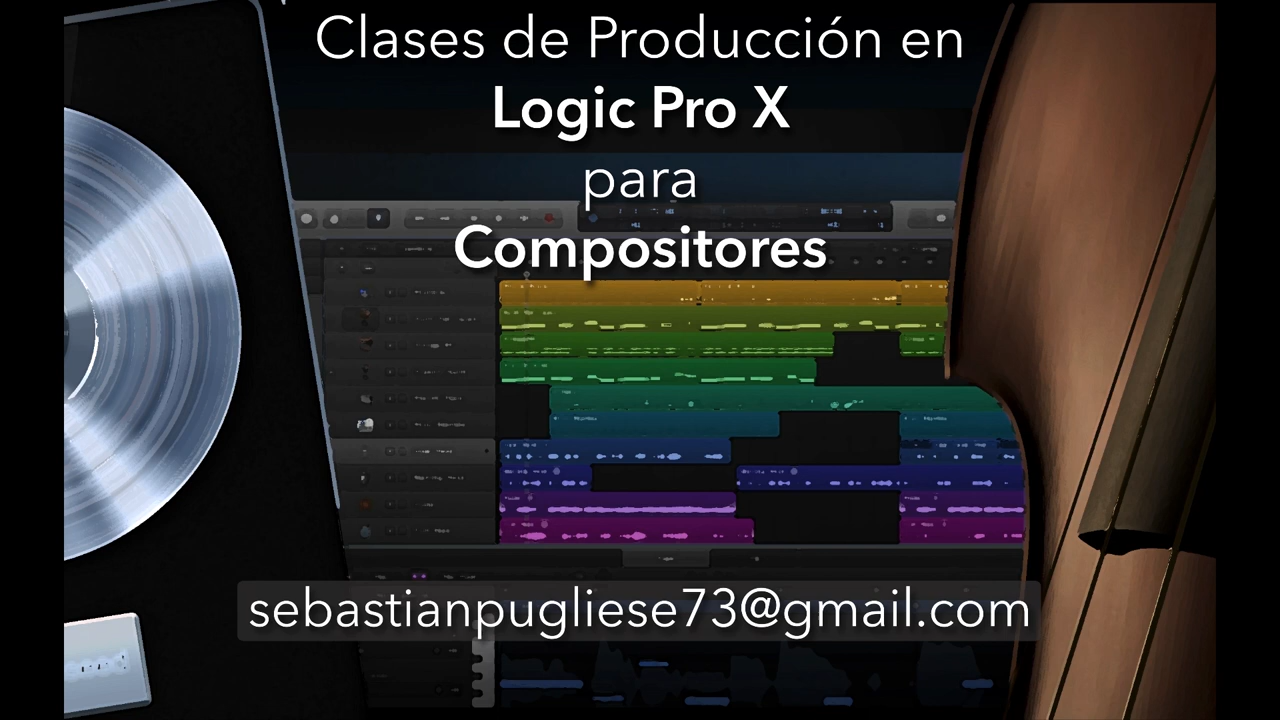 Clases de Producción en
Logic Pro X
para
Compositores
sebastianpugliese73@gmail.com